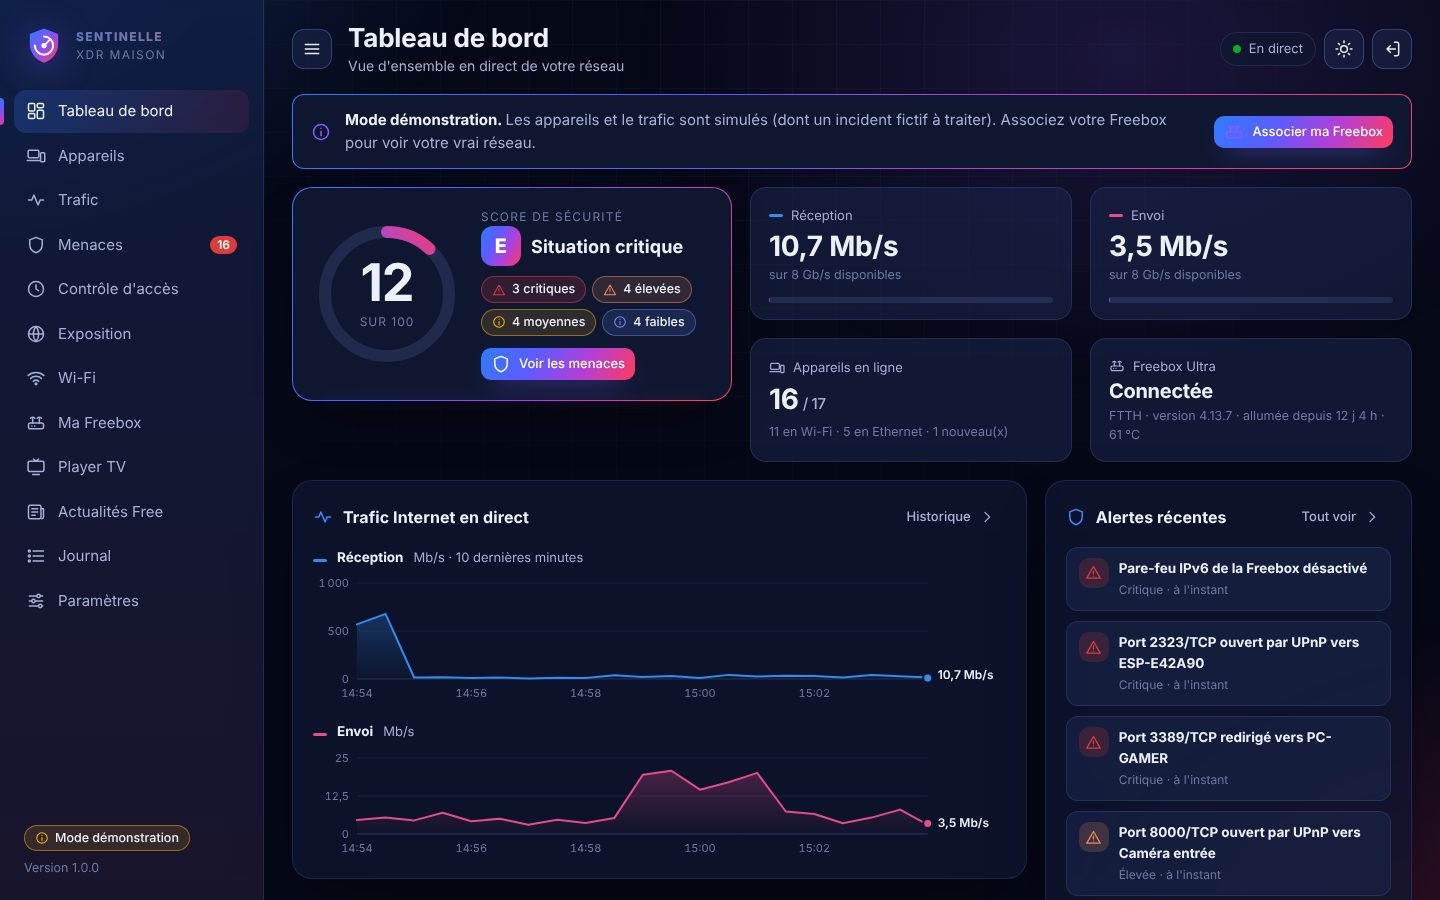 SENTINELLE
XDR MAISON
Tableau de bord
Appareils
Trafic
Menaces
16
Contrôle d'accès
Exposition
Wi-Fi
Ma Freebox
Player TV
Actualités Free
Journal
Paramètres
Mode démonstration
Version 1.0.0
Tableau de bord
Vue d'ensemble en direct de votre réseau
En direct
Mode démonstration. Les appareils et le trafic sont simulés (dont un incident fictif à traiter). Associez votre Freebox
pour voir votre vrai réseau.
Associer ma Freebox
12
SUR 100
SCORE DE SÉCURITÉ
E
Situation critique
3 critiques
4 élevées
4 moyennes
4 faibles
Voir les menaces
Réception
10,7 Mb/s
sur 8 Gb/s disponibles
Envoi
3,5 Mb/s
sur 8 Gb/s disponibles
Appareils en ligne
16 / 17
11 en Wi-Fi · 5 en Ethernet · 1 nouveau(x)
Freebox Ultra
Connectée
FTTH · version 4.13.7 · allumée depuis 12 j 4 h ·
61 °C
Trafic Internet en direct
Historique
Réception Mb/s · 10 dernières minutes
1 000
500
0
14:54
14:56
14:58
15:00
15:02
10,7 Mb/s
Envoi Mb/s
25
12,5
0
14:54
14:56
14:58
15:00
15:02
3,5 Mb/s
Alertes récentes
Tout voir
Pare-feu IPv6 de la Freebox désactivé
Critique · à l'instant
Port 2323/TCP ouvert par UPnP vers
ESP-E42A90
Critique · à l'instant
Port 3389/TCP redirigé vers PC-
GAMER
Critique · à l'instant
Port 8000/TCP ouvert par UPnP vers
Caméra entrée
Élevée · à l'instant